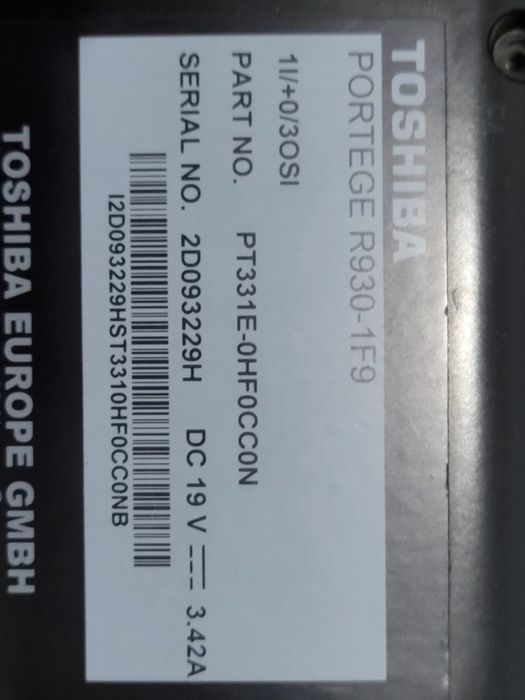 TOSHIBA
PORTEGE R930-1F9
1I/+0/3OSI
PART NO. PT331E-0HF0CC0N
SERIAL NO. 2D093229H DC 19 V 3.42A
I2D093229HST3310HF0CC0NB
TOSHIBA EUROPE GMBH